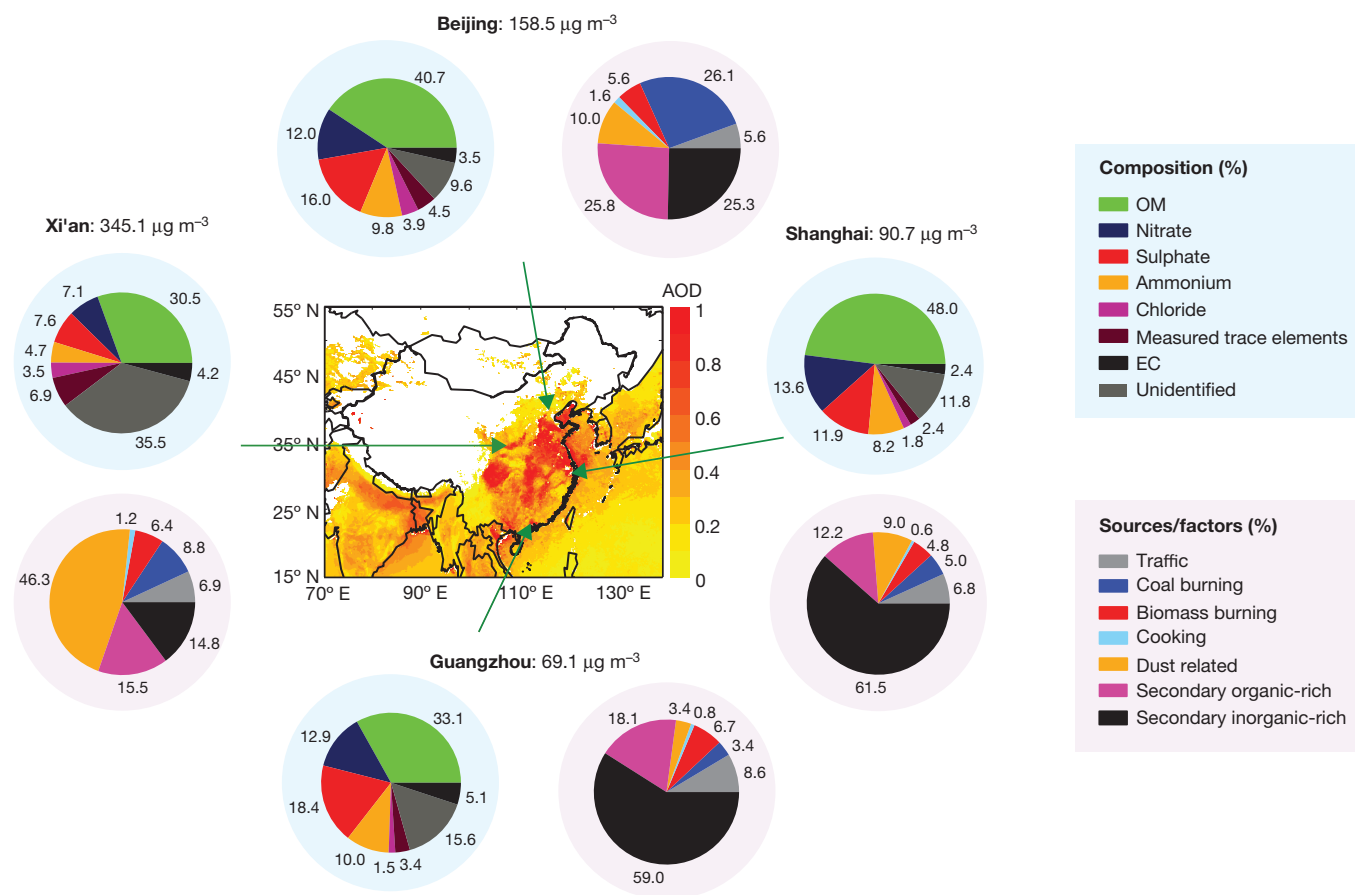 Beijing: 158.5 μg m–3
40.7
12.0
16.0
9.8
3.9
4.5
9.6
3.5
5.6
26.1
1.6
10.0
5.6
25.8
25.3
Xi'an: 345.1 μg m–3
7.1
30.5
7.6
4.7
3.5
6.9
4.2
35.5
1.2
6.4
8.8
46.3
6.9
14.8
15.5
AOD
55º N
45º N
35º N
25º N
15º N
70º E
90º E
110º E
130º E
1
0.8
0.6
0.4
0.2
0
Shanghai: 90.7 μg m–3
48.0
13.6
11.9
8.2
1.8
2.4
11.8
2.4
12.2
9.0
0.6
4.8
5.0
6.8
61.5
Guangzhou: 69.1 μg m–3
33.1
12.9
18.4
10.0
1.5
3.4
15.6
5.1
18.1
3.4
0.8
6.7
3.4
8.6
59.0
Composition (%)
OM
Nitrate
Sulphate
Ammonium
Chloride
Measured trace elements
EC
Unidentified
Sources/factors (%)
Traffic
Coal burning
Biomass burning
Cooking
Dust related
Secondary organic-rich
Secondary inorganic-rich